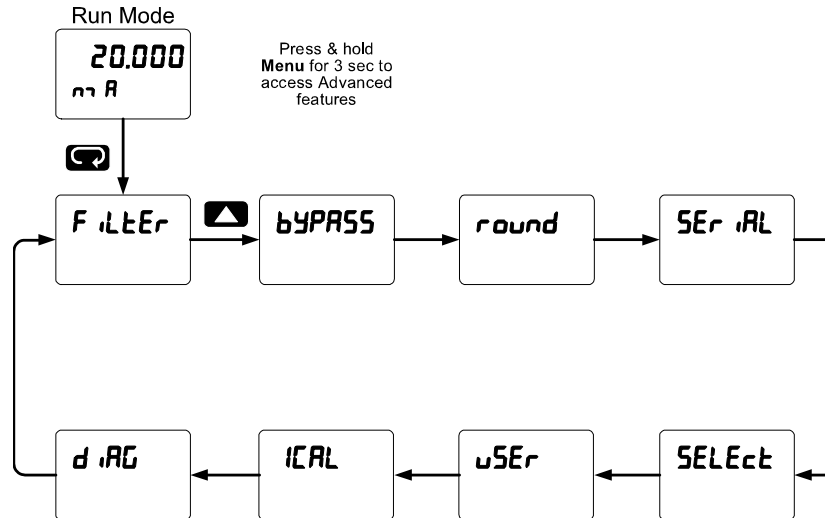 Run Mode
20.000
mA
Press & hold
Menu for 3 sec to
access Advanced
features
FiLtEr
bYPASS
round
SEriAL
diAG
ICAL
uSEr
SELEct